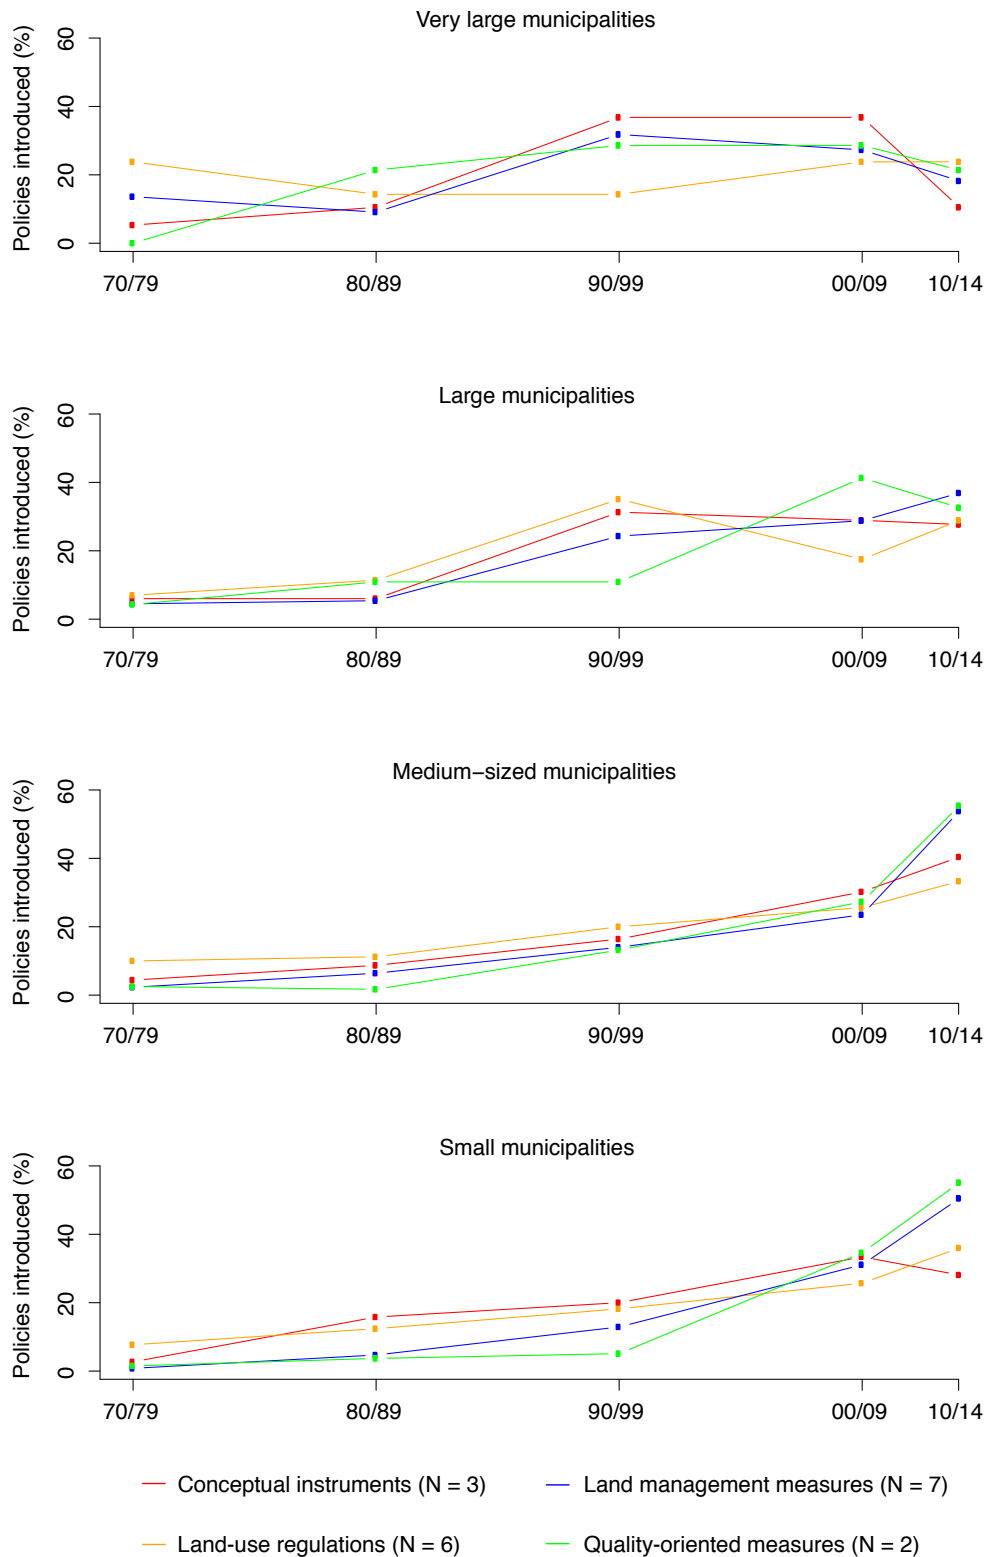 Very large municipalities
Policies introduced (%)
60
40
20
0
70/79 80/89 90/99 00/09 10/14
Large municipalities
Policies introduced (%)
60
40
20
0
70/79 80/89 90/99 00/09 10/14
Medium−sized municipalities
Policies introduced (%)
60
40
20
0
70/79 80/89 90/99 00/09 10/14
Small municipalities
Policies introduced (%)
60
40
20
0
70/79 80/89 90/99 00/09 10/14
Conceptual instruments (N = 3) Land management measures (N = 7)
Land-use regulations (N = 6) Quality-oriented measures (N = 2)